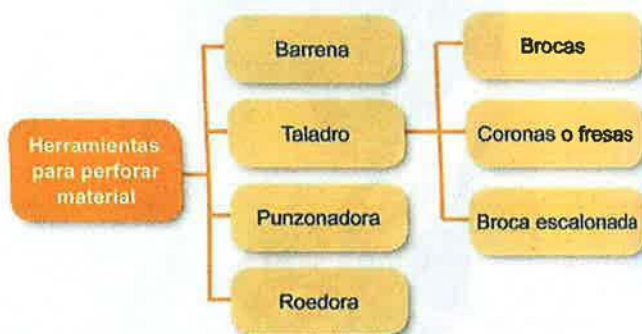 Herramientas
para perforar
material
Barrena
Taladro
Punzonadora
Roedora
Brocas
Coronas o fresas
Broca escalonada